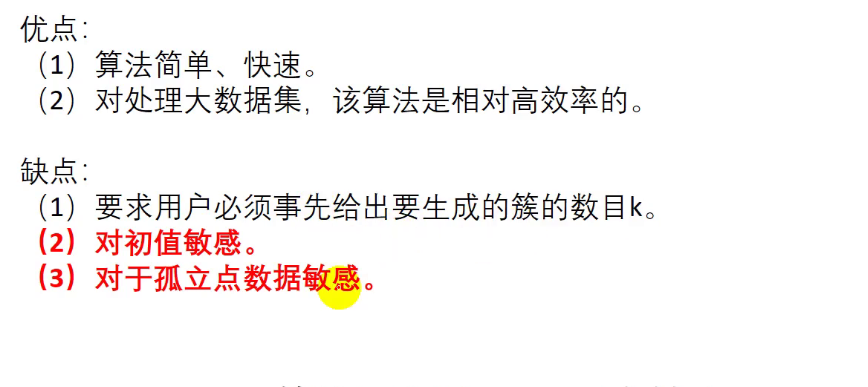 优点：
（1）算法简单、快速。
（2）对处理大数据集，该算法是相对高效率的。
缺点：
（1）要求用户必须事先给出要生成的簇的数目k。
（2）对初值敏感。
（3）对于孤立点数据敏感。